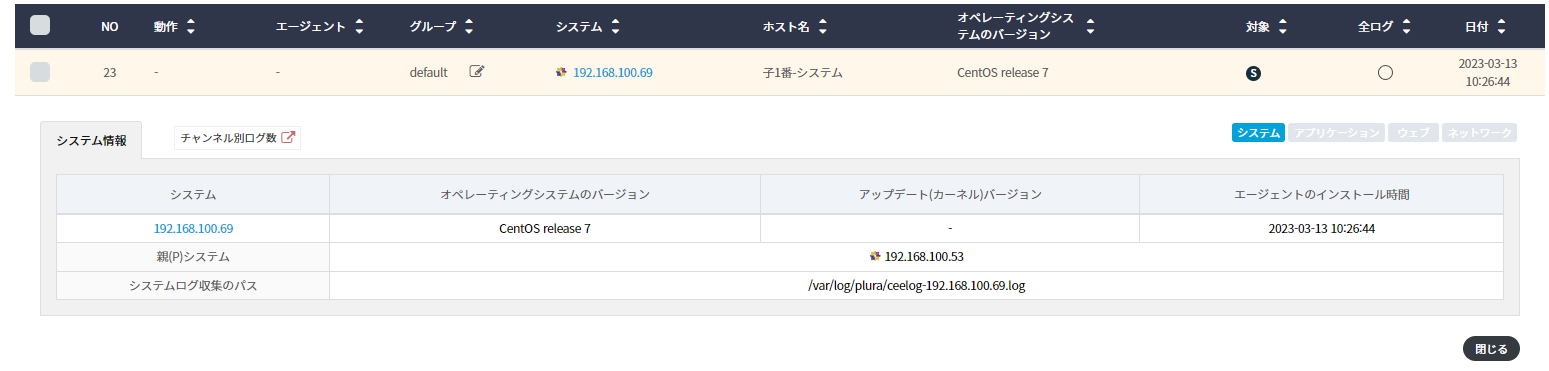 NO 動作 エージェント グループ システム ホスト名 オペレーティングシス
テムのバージョン 対象 全ログ 日付
23 - - default 192.168.100.69 子1番-システム CentOS release 7 S 2023-03-13
10:26:44
システム情報 チャンネル別ログ数 システム アプリケーション ウェブ ネットワーク
システム オペレーティングシステムのバージョン アップデート(カーネル)バージョン エージェントのインストール時間
192.168.100.69 CentOS release 7 - 2023-03-13 10:26:44
親(P)システム 192.168.100.53
システムログ収集のパス /var/log/plura/ceelog-192.168.100.69.log
閉じる